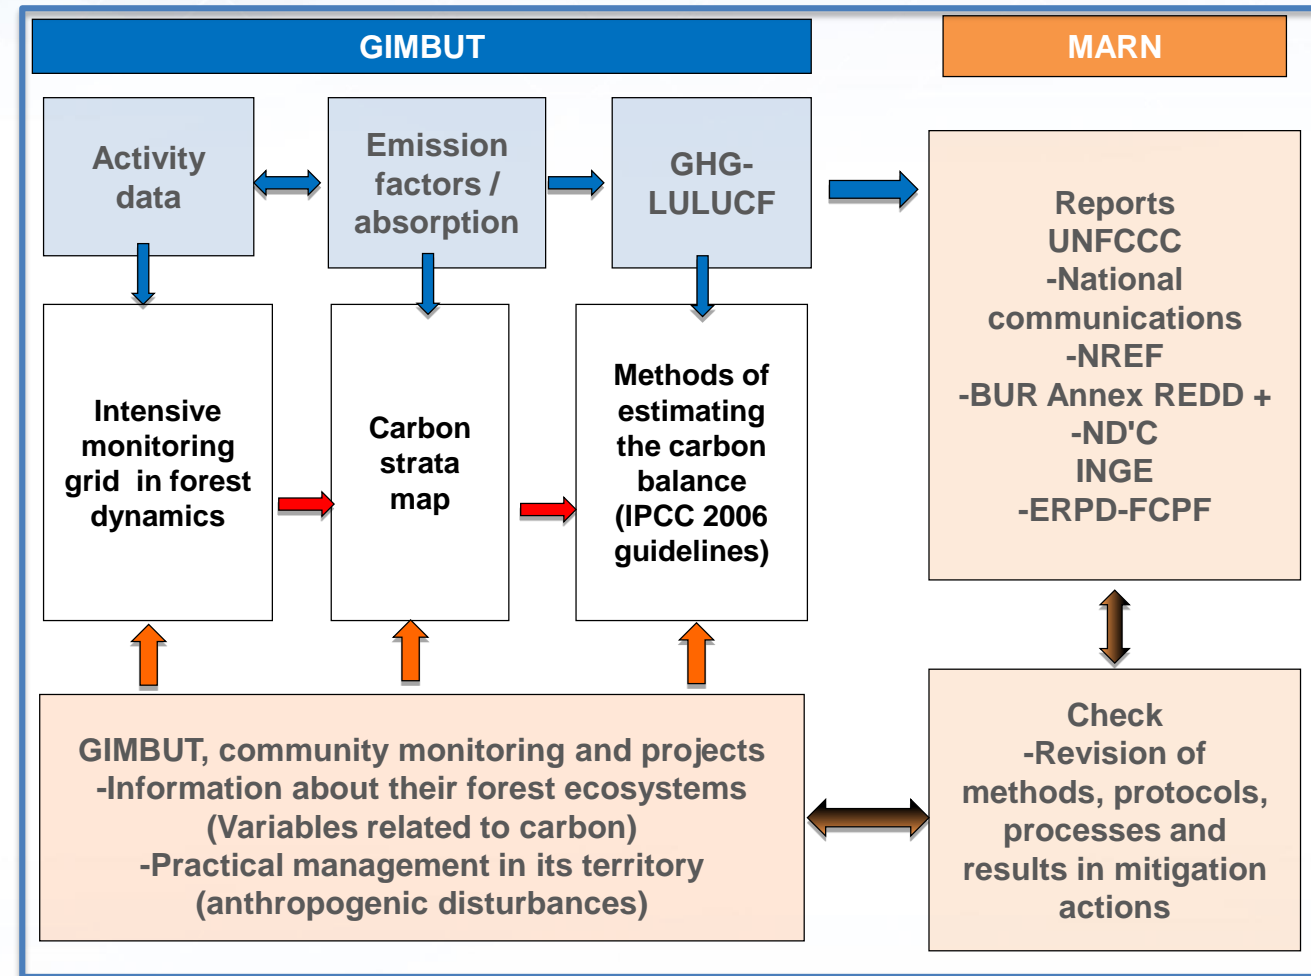 GIMBUT
MARN
Activity
data
Emission
factors /
absorption
GHG-
LULUCF
Reports
UNFCCC
-National
communications
-NREF
-BUR Annex REDD +
-ND'C
INGE
-ERPD-FCPF
Intensive
monitoring
grid  in forest
dynamics
Carbon
strata
map
Methods of
estimating
the carbon
balance
(IPCC 2006
guidelines)
GIMBUT, community monitoring and projects
-Information about their forest ecosystems
(Variables related to carbon)
-Practical management in its territory
(anthropogenic disturbances)
Check
-Revision of
methods, protocols,
processes and
results in mitigation
actions